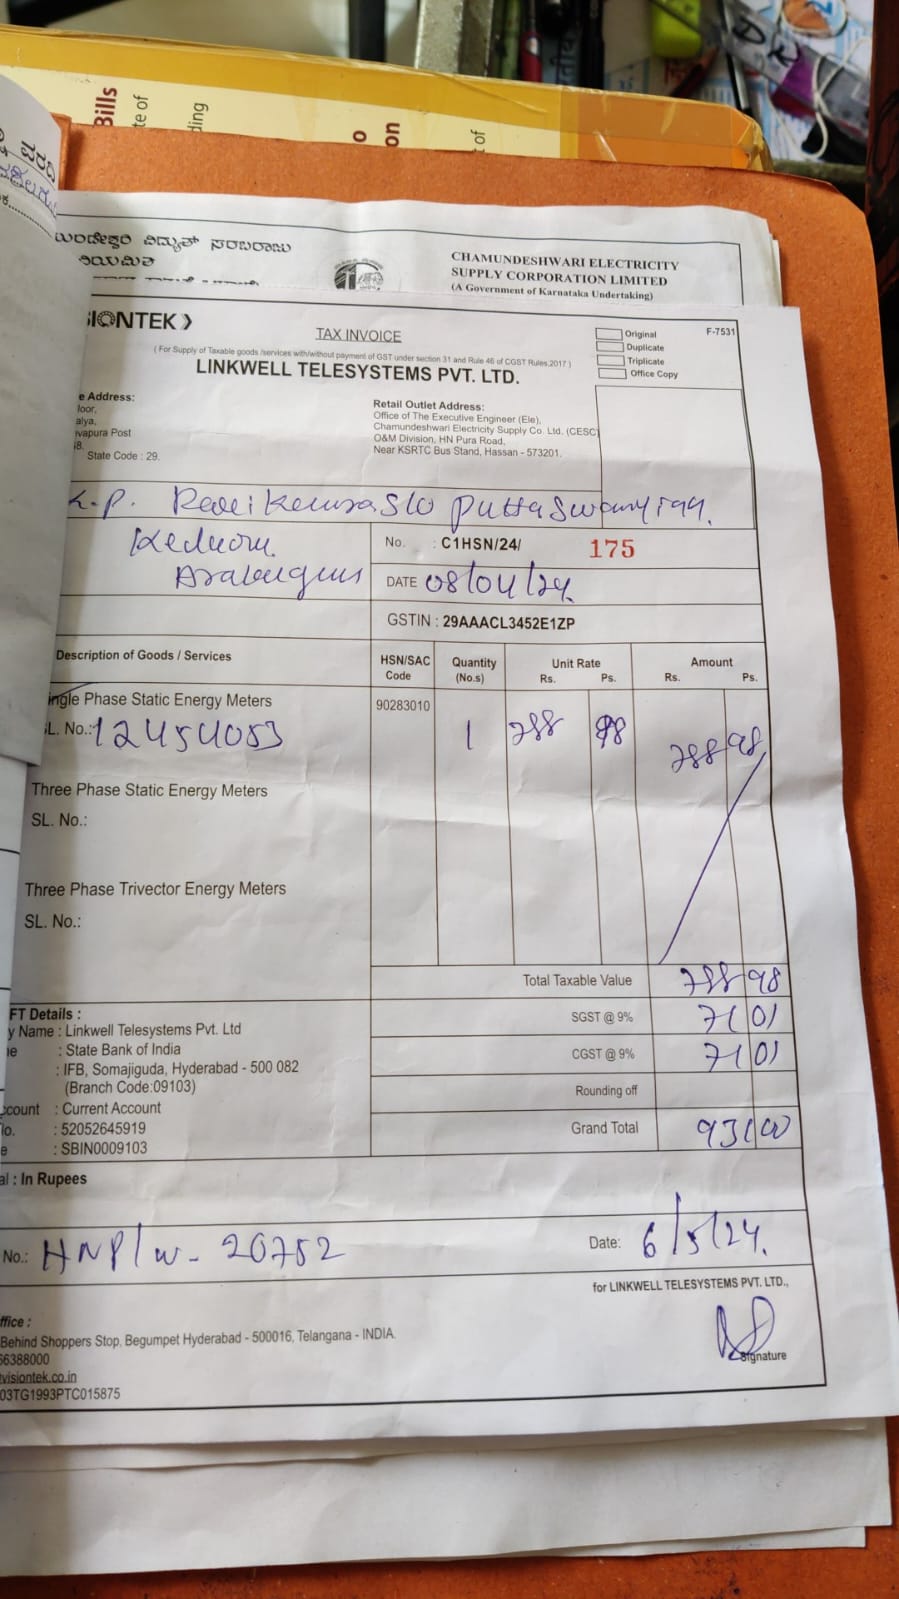 Bills
te of
ding
o
on
t of
ವರದಿ
ವಿದ್ಯುತ್ ಸರಬರಾಜು
ನಿಯಮಿತ
CHAMUNDESHWARI ELECTRICITY
SUPPLY CORPORATION LIMITED
(A Government of Karnataka Undertaking)
SIONTEK
TAX INVOICE
Original
F-7531
Duplicate
Triplicate
Office Copy
( For Supply of Taxable goods /services with/without payment of GST under section 31 and Rule 46 of CGST Rules,2017 )
LINKWELL TELESYSTEMS PVT. LTD.
e Address:
loor,
alya,
vapura Post
8.
State Code : 29.
Retail Outlet Address:
Office of The Executive Engineer (Ele),
Chamundeshwari Electricity Supply Co. Ltd. (CESC)
O&M Division, HN Pura Road,
Near KSRTC Bus Stand, Hassan - 573201.
K.P. S/o Puttaswamyiah.
No. : C1HSN/24/ 175
DATE 08/04/24
GSTIN : 29AAACL3452E1ZP
Description of Goods / Services
HSN/SAC Code
Quantity (No.s)
Unit Rate Rs. Ps.
Amount Rs. Ps.
ingle Phase Static Energy Meters
90283010
SL. No.: 12454053
1 788 98
788 98
Three Phase Static Energy Meters
SL. No.:
Three Phase Trivector Energy Meters
SL. No.:
Total Taxable Value 788 98
SGST @ 9% 71 01
CGST @ 9% 71 01
Rounding off
Grand Total 931 00
FT Details :
y Name : Linkwell Telesystems Pvt. Ltd
e : State Bank of India
: IFB, Somajiguda, Hyderabad - 500 082
(Branch Code:09103)
ccount : Current Account
lo. : 52052645919
e : SBIN0009103
al : In Rupees
No.: HNP/W- 20752
Date: 6/5/24.
for LINKWELL TELESYSTEMS PVT. LTD.,
Signature
ffice :
Behind Shoppers Stop, Begumpet Hyderabad - 500016, Telangana - INDIA.
66388000
visiontek.co.in
03TG1993PTC015875